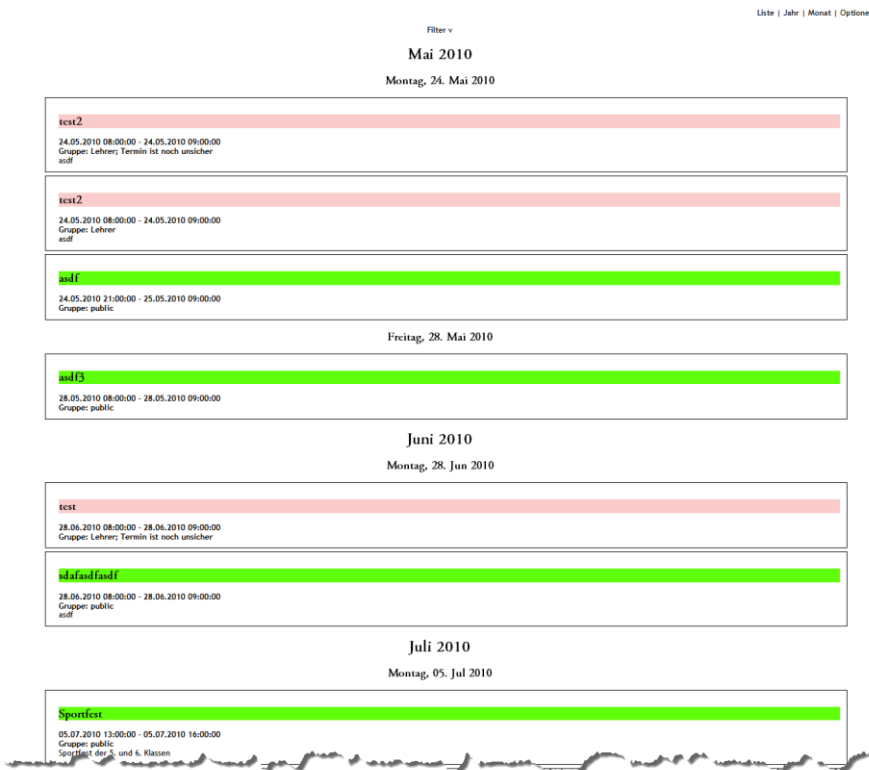 Liste | Jahr | Monat | Optione
Filter v
Mai 2010
Montag, 24. Mai 2010
test2
24.05.2010 08:00:00 - 24.05.2010 09:00:00
Gruppe: Lehrer; Termin ist noch unsicher
asdf
test2
24.05.2010 08:00:00 - 24.05.2010 09:00:00
Gruppe: Lehrer
asdf
asdf
24.05.2010 21:00:00 - 25.05.2010 09:00:00
Gruppe: public
Freitag, 28. Mai 2010
asdf3
28.05.2010 08:00:00 - 28.05.2010 09:00:00
Gruppe: public
Juni 2010
Montag, 28. Jun 2010
test
28.06.2010 08:00:00 - 28.06.2010 09:00:00
Gruppe: Lehrer; Termin ist noch unsicher
sdafasdfasdf
28.06.2010 08:00:00 - 28.06.2010 09:00:00
Gruppe: public
asdf
Juli 2010
Montag, 05. Jul 2010
Sportfest
05.07.2010 13:00:00 - 05.07.2010 16:00:00
Gruppe: public
Sportfest der 5. und 6. Klassen